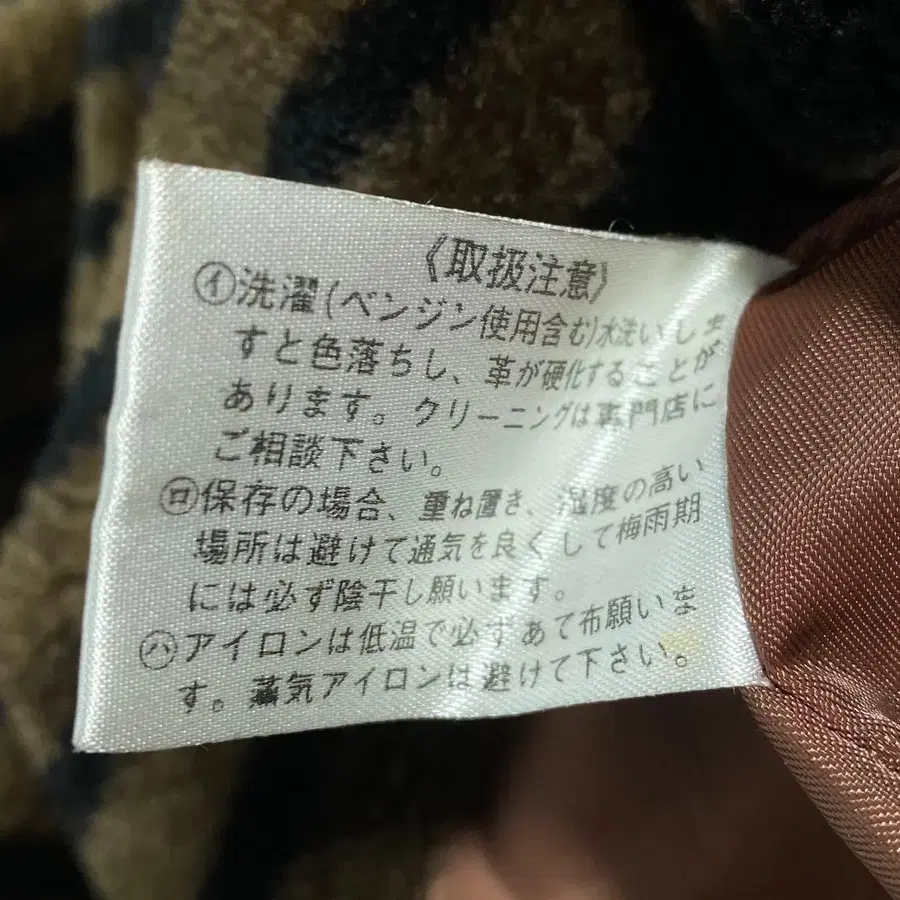 《取扱注意》
㋑洗濯(ベンジン使用含む)水洗いしま
すと色落ちし、革が硬化することが
あります。クリーニングは専門店に
ご相談下さい。
㋺保存の場合、重ね置き、湿度の高い
場所は避けて通気を良くして梅雨期
には必ず陰干し願います。
㋩アイロンは低温で必ずあて布願いま
す。蒸気アイロンは避けて下さい。